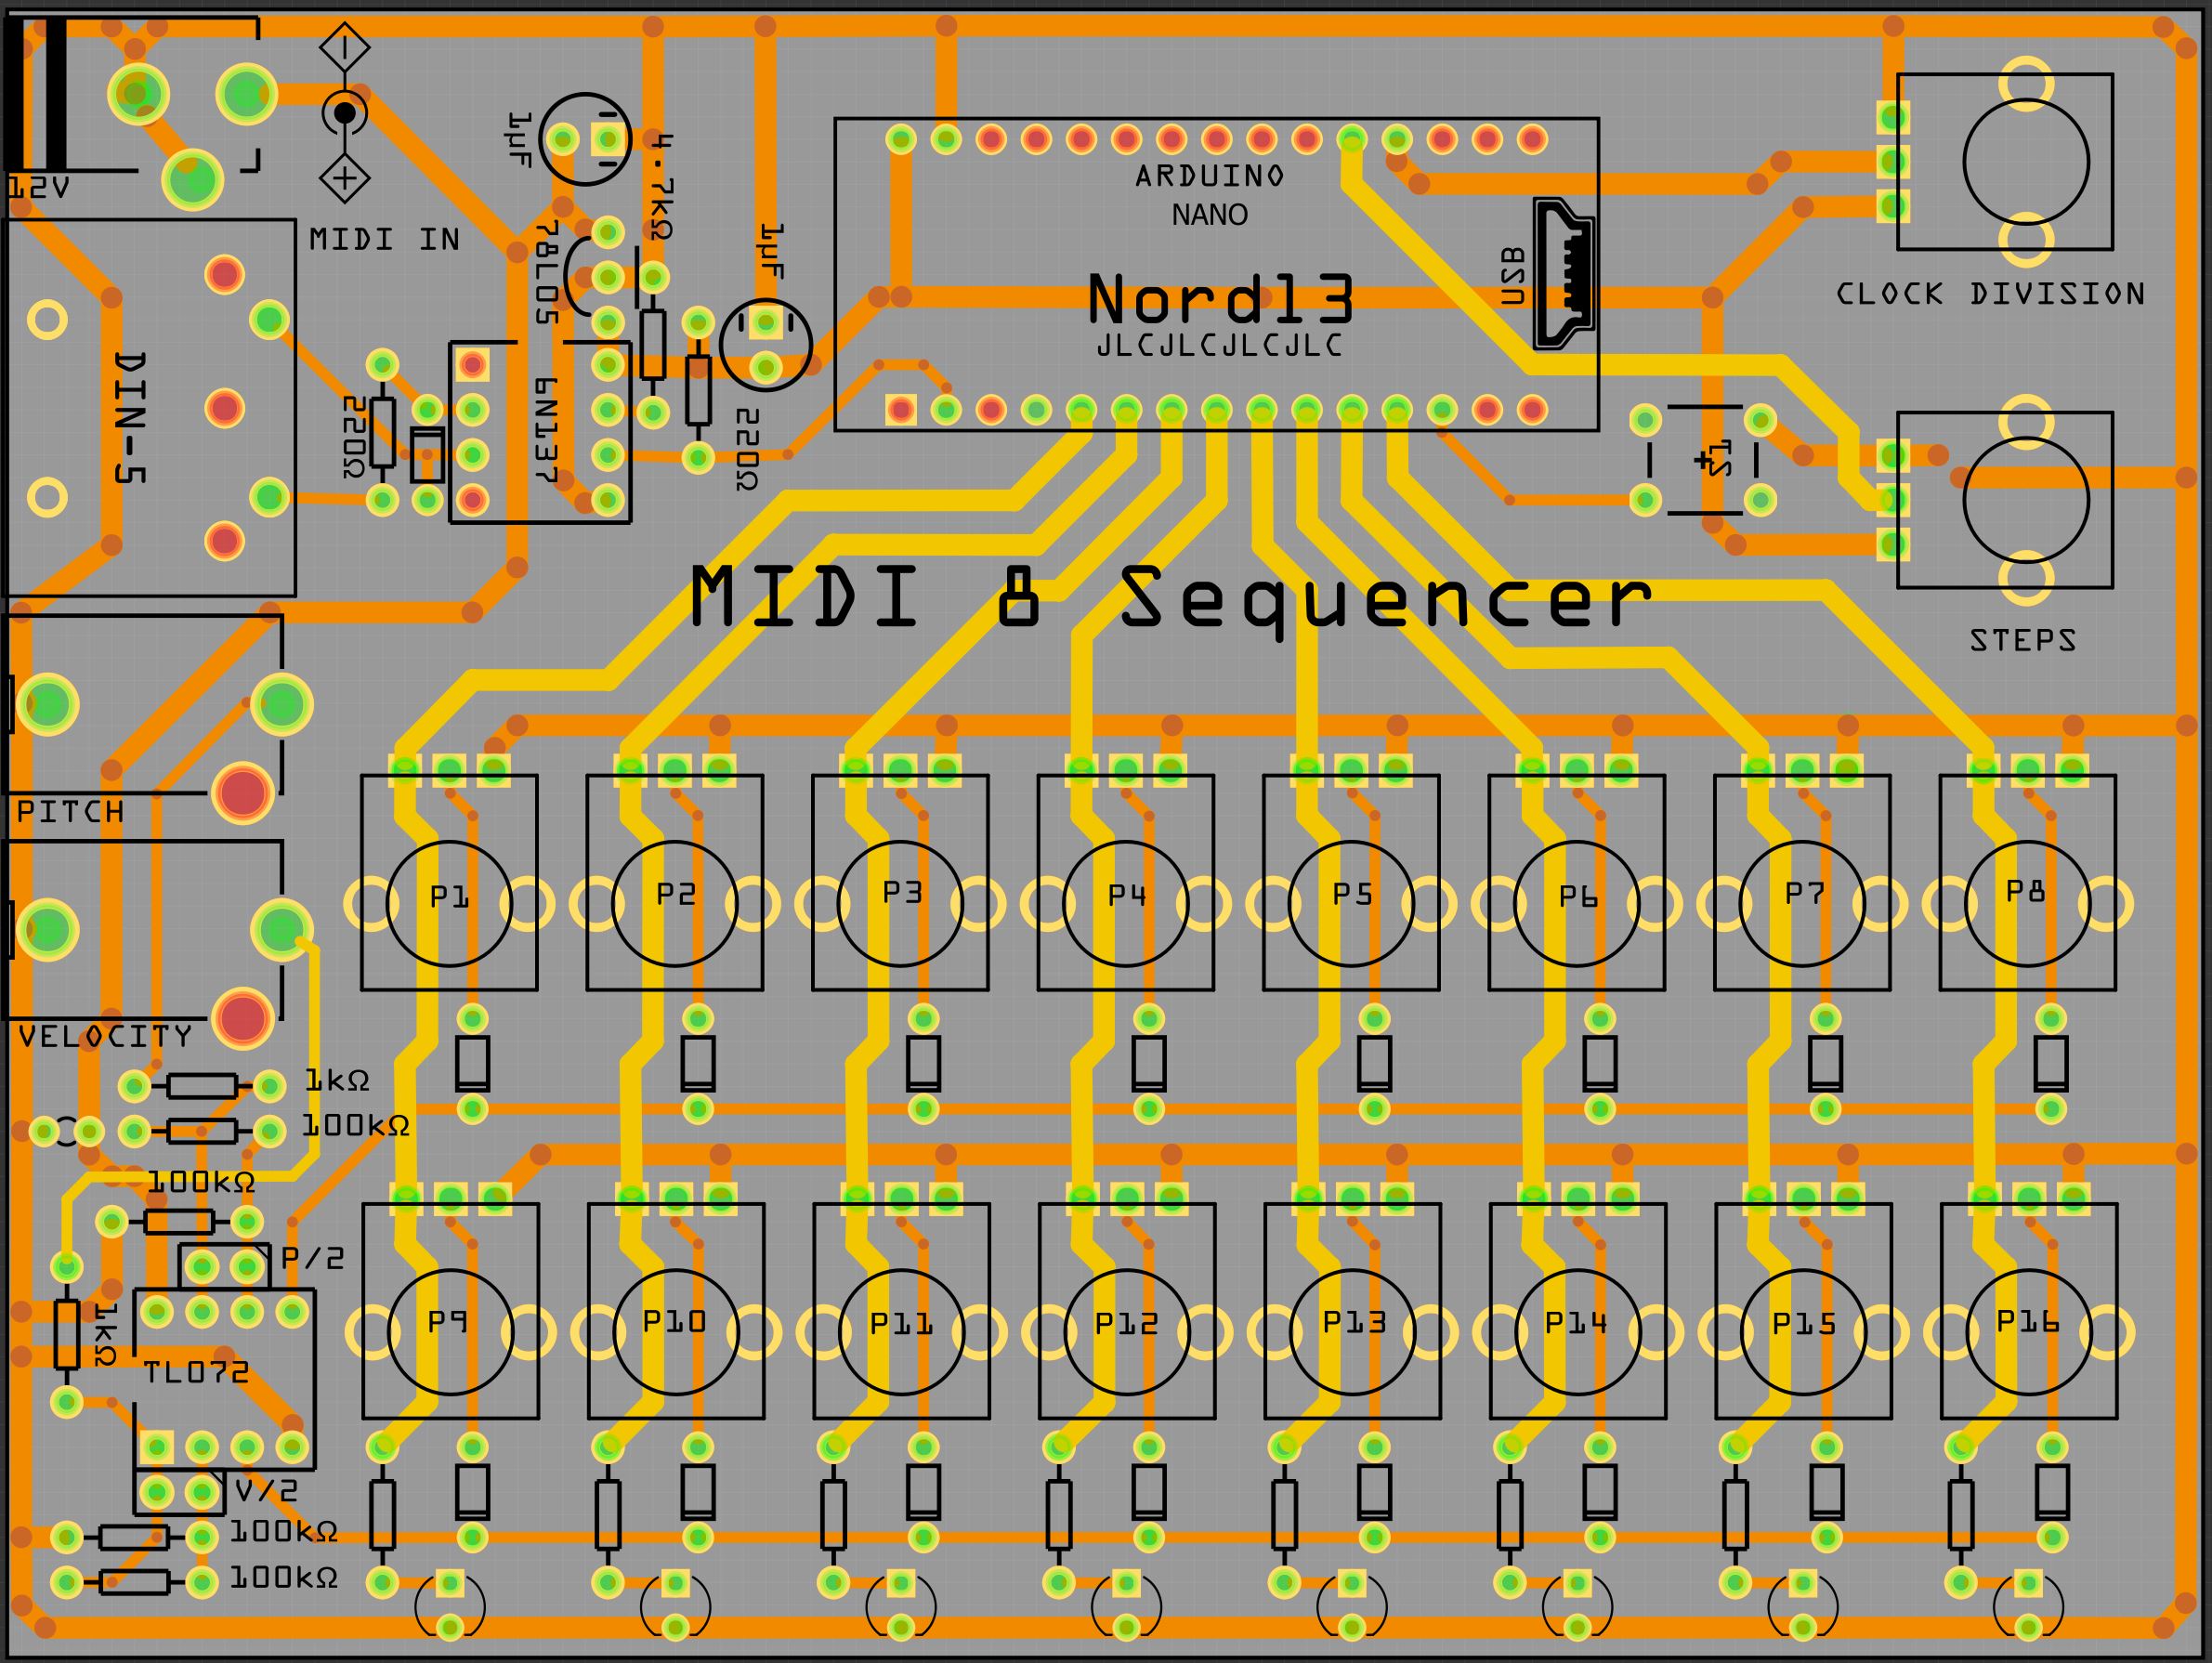 12V
MIDI IN
1µF
4.7kΩ
78L05
1µF
ARDUINO
NANO
USB
Nord13
JLCJLCJLCJLC
CLOCK DIVISION
DIN-5
220Ω
6N137
220Ω
S1
+
MIDI 8 Sequencer
STEPS
PITCH
P1 P2 P3 P4 P5 P6 P7 P8
VELOCITY
1kΩ
100kΩ
100kΩ
P/2
1kΩ
TL072
P9 P10 P11 P12 P13 P14 P15 P16
V/2
100kΩ
100kΩ